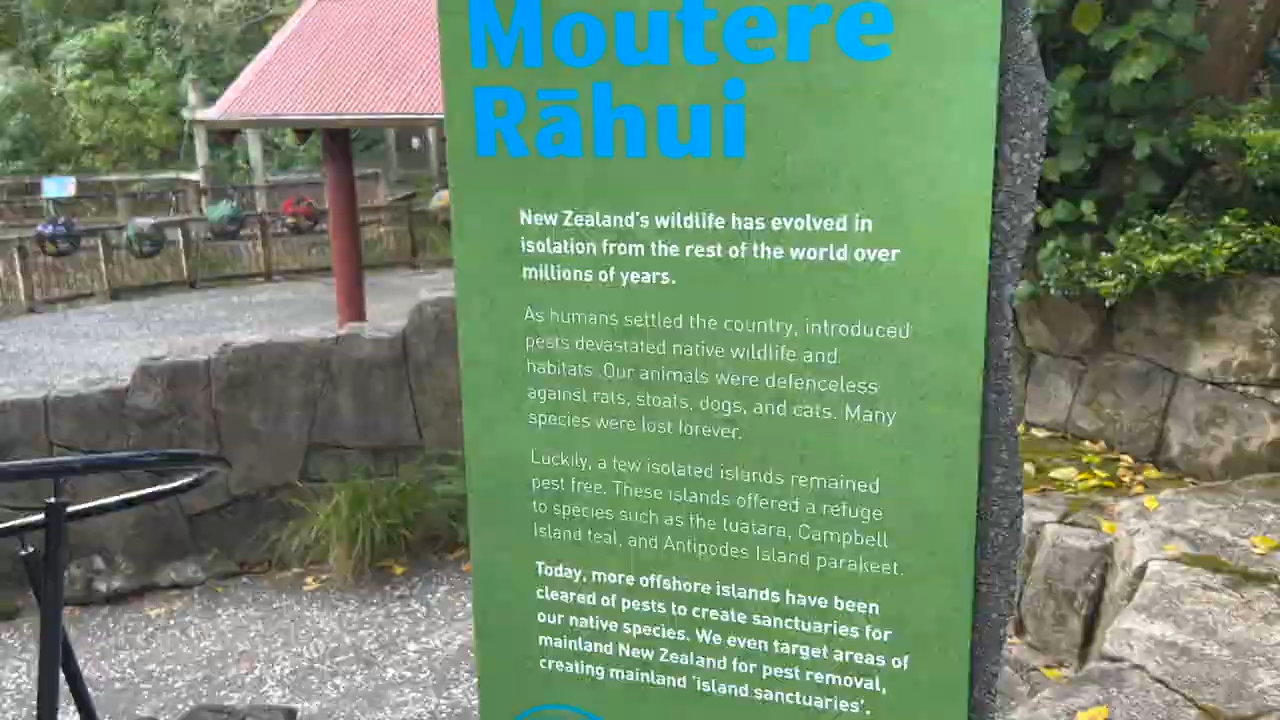 Moutere
Rāhui
New Zealand's wildlife has evolved in
isolation from the rest of the world over
millions of years.
As humans settled the country, introduced
pests devastated native wildlife and
habitats. Our animals were defenceless
against rats, stoats, dogs, and cats. Many
species were lost forever.
Luckily, a few isolated islands remained
pest free. These islands offered a refuge
to species such as the tuatara, Campbell
Island teal, and Antipodes Island parakeet.
Today, more offshore islands have been
cleared of pests to create sanctuaries for
our native species. We even target areas of
mainland New Zealand for pest removal,
creating mainland 'island sanctuaries'.